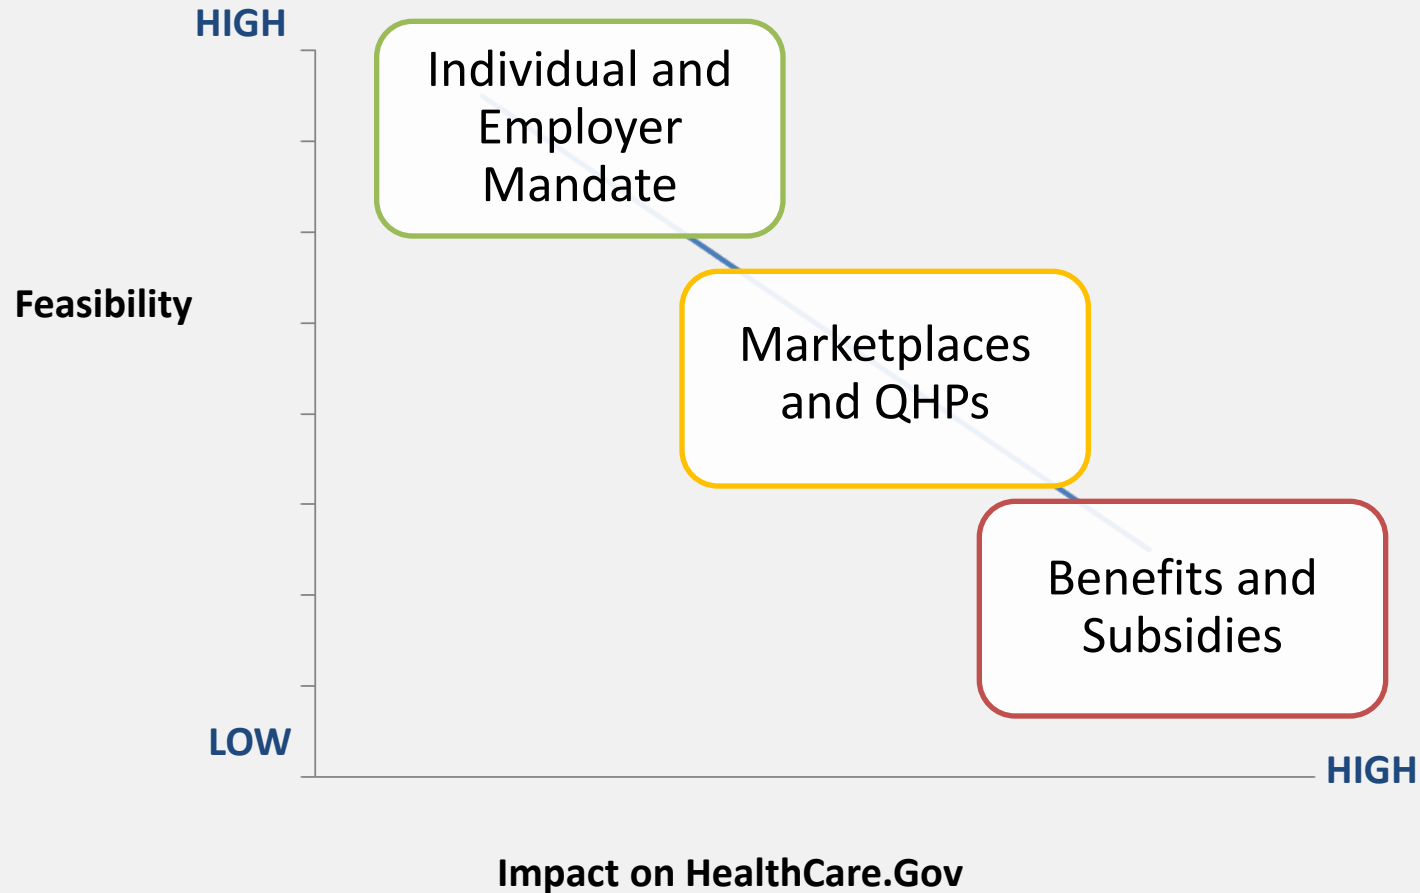 HIGH
Individual and
Employer
Mandate
Feasibility
Marketplaces
and QHPs
Benefits and
Subsidies
LOW
HIGH
Impact on HealthCare.Gov